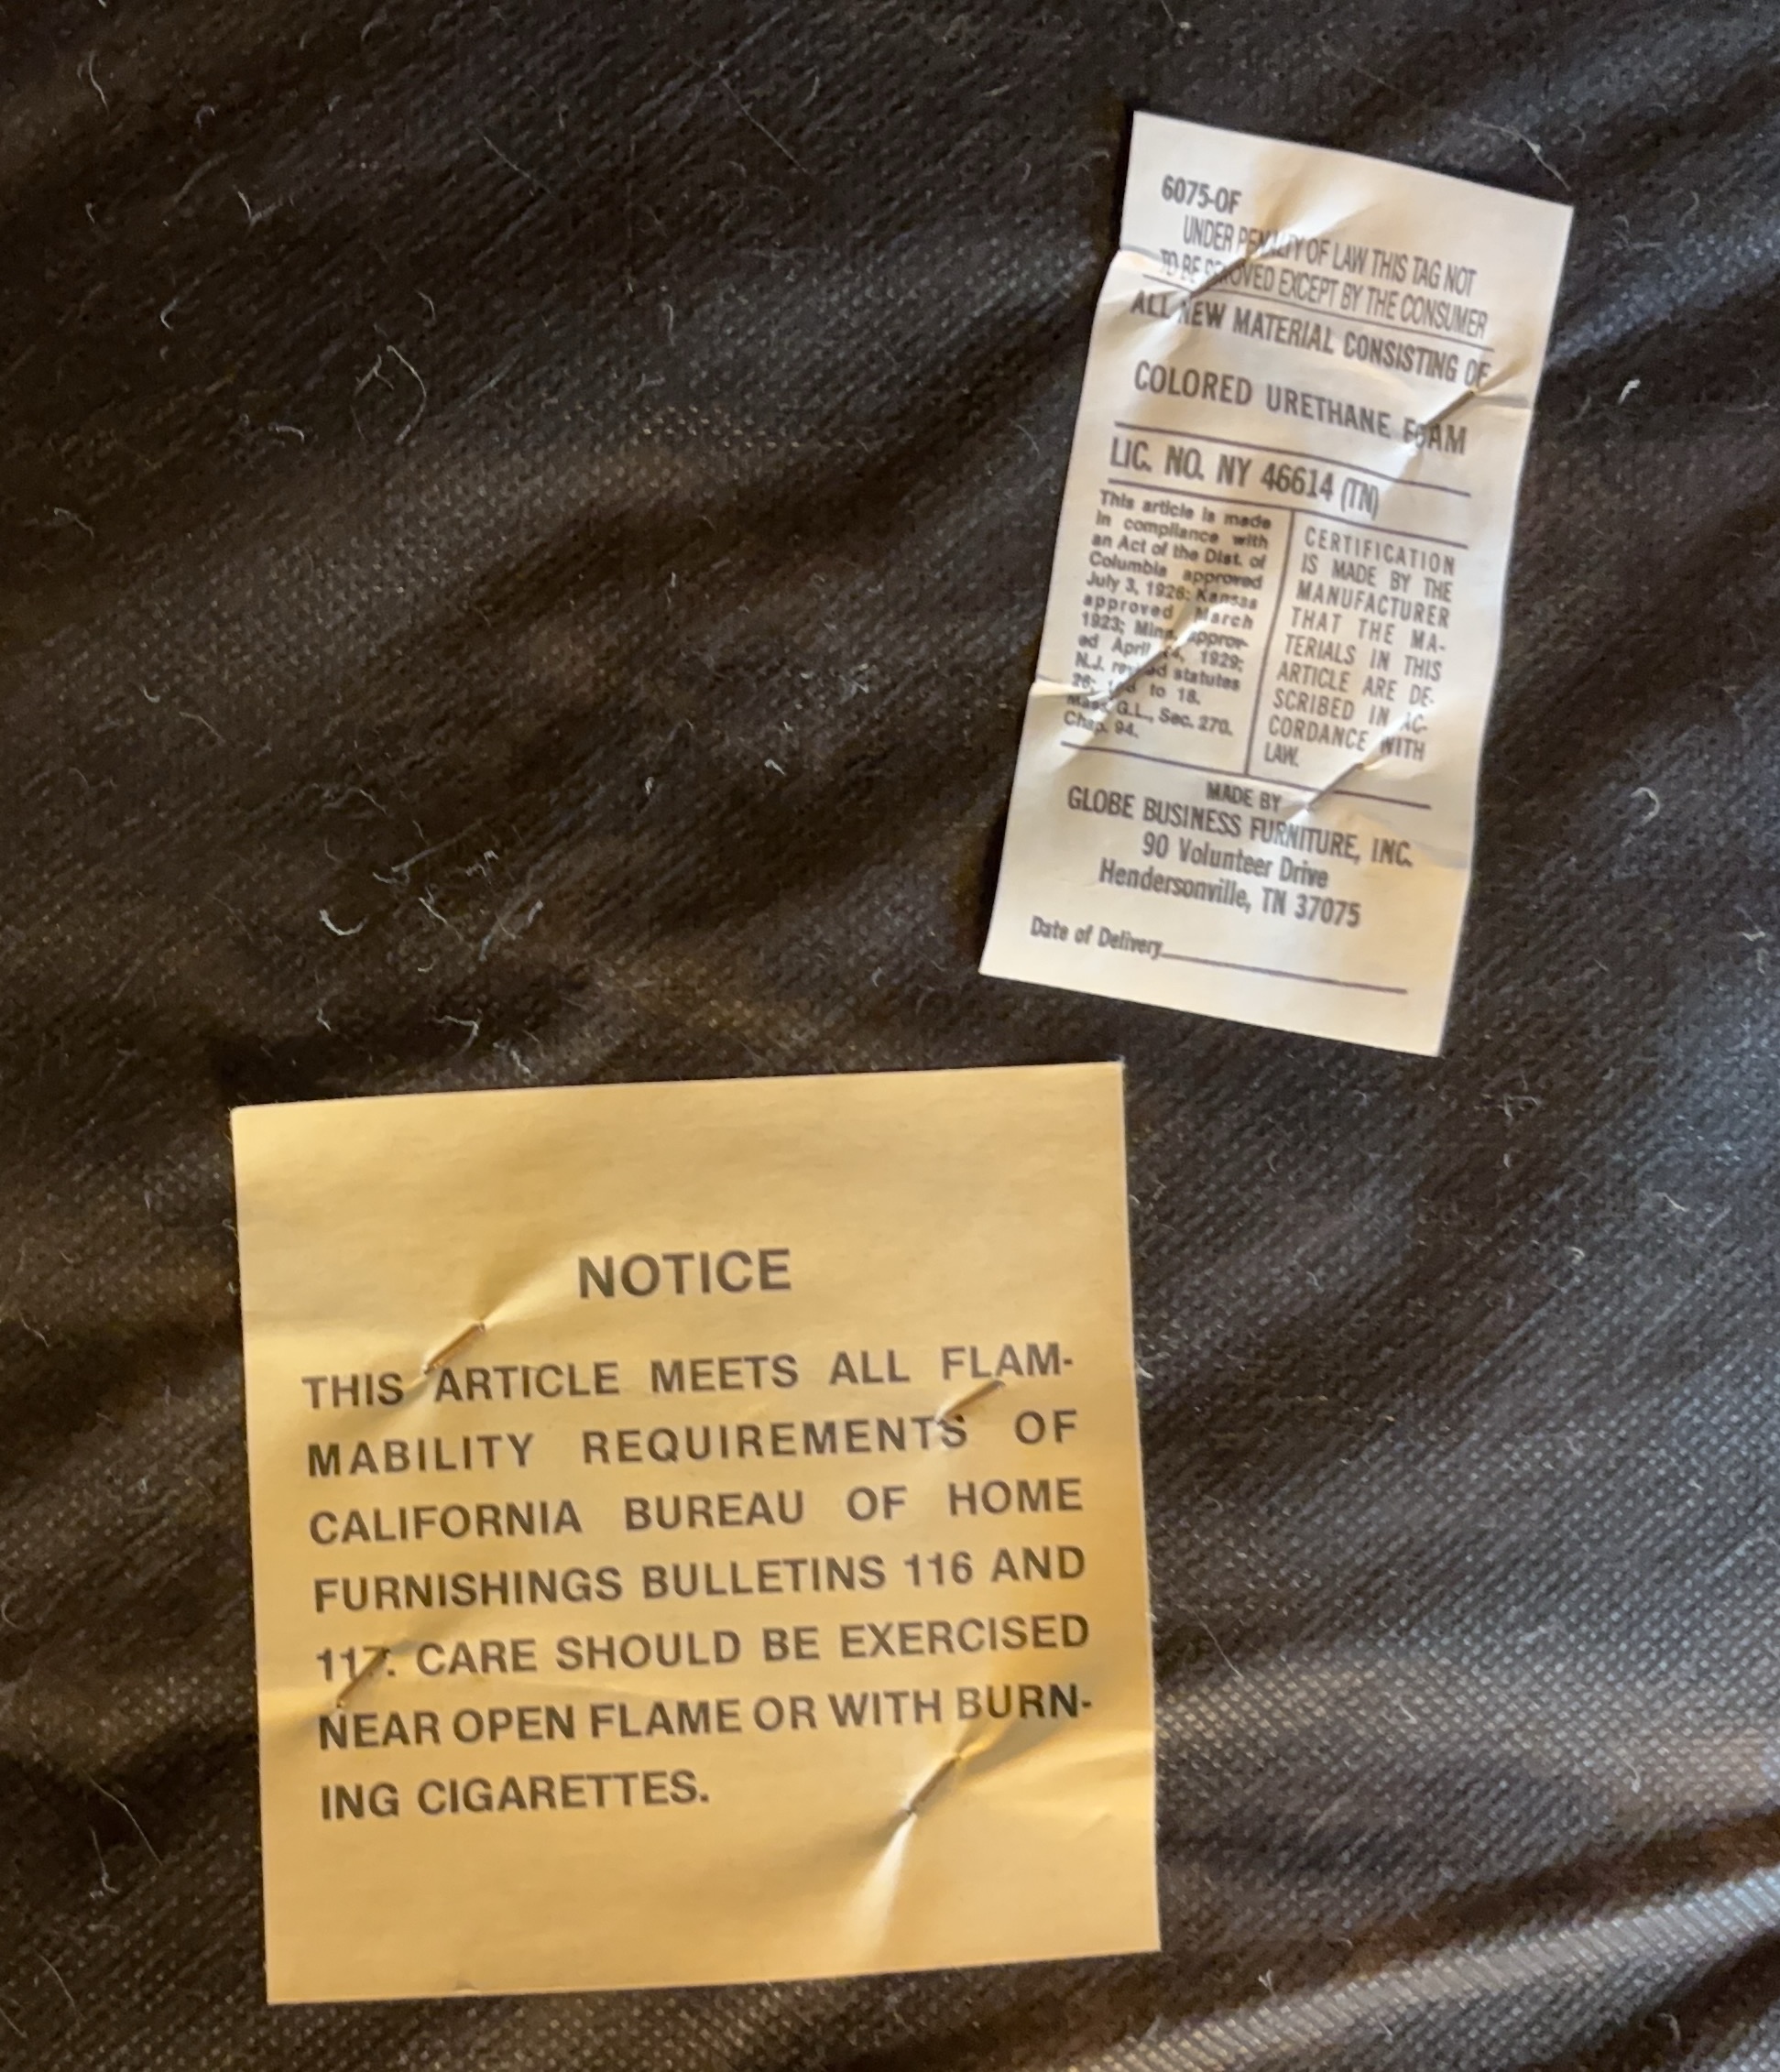 6075-OF
UNDER PENALTY OF LAW THIS TAG NOT
TO BE REMOVED EXCEPT BY THE CONSUMER
ALL NEW MATERIAL CONSISTING OF
COLORED URETHANE FOAM
LIC. NO. NY 46614 (TN)
This article is made
in compliance with
an Act of the Dist. of
Columbia approved
July 3, 1926; Kansas
approved March
1923; Minn. approv-
ed April 24, 1929;
N.J. revised statutes
26: to 18.
Mass. G.L., Sec. 270.
Chap. 94.
CERTIFICATION
IS MADE BY THE
MANUFACTURER
THAT THE MA-
TERIALS IN THIS
ARTICLE ARE DE-
SCRIBED IN AC-
CORDANCE WITH
LAW.
MADE BY
GLOBE BUSINESS FURNITURE, INC.
90 Volunteer Drive
Hendersonville, TN 37075
Date of Delivery
NOTICE
THIS ARTICLE MEETS ALL FLAM-
MABILITY REQUIREMENTS OF
CALIFORNIA BUREAU OF HOME
FURNISHINGS BULLETINS 116 AND
117. CARE SHOULD BE EXERCISED
NEAR OPEN FLAME OR WITH BURN-
ING CIGARETTES.